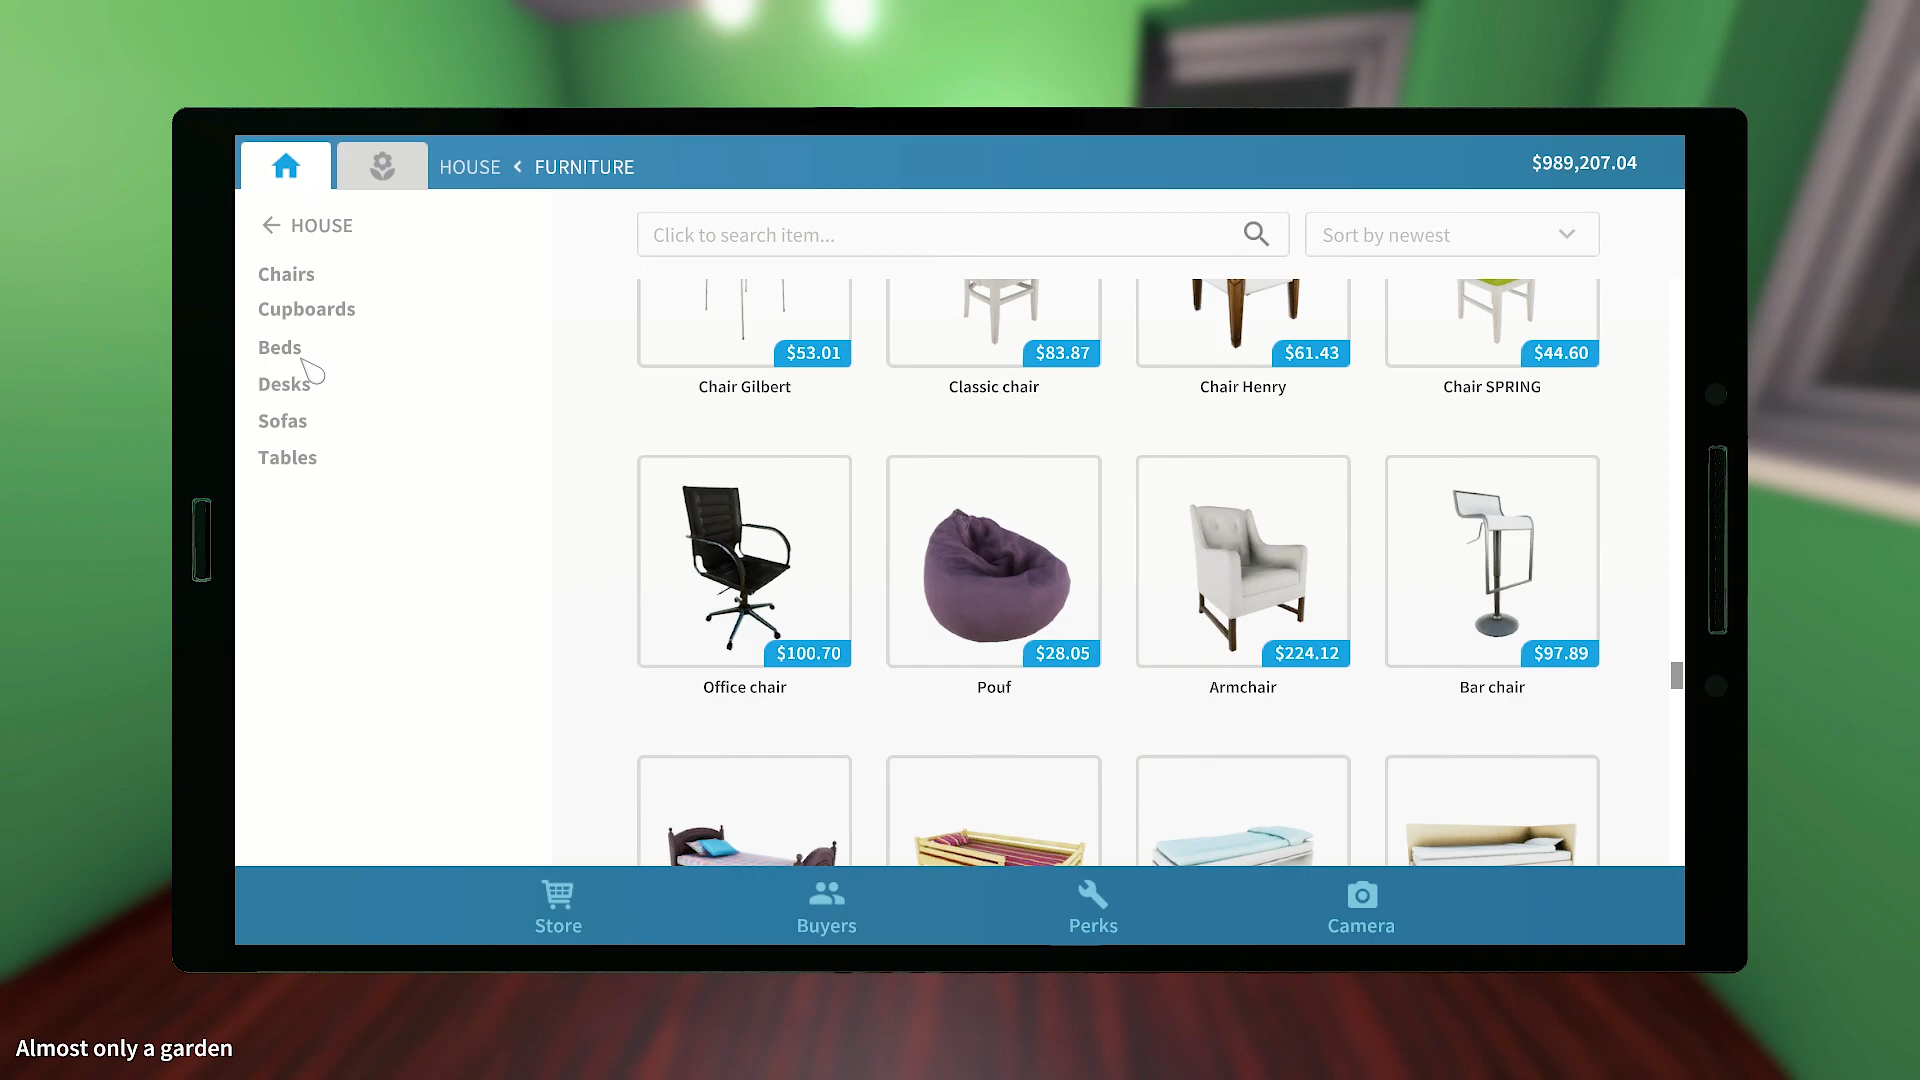 HOUSE < FURNITURE
$989,207.04
← HOUSE
Chairs
Cupboards
Beds
Desks
Sofas
Tables
Click to search item...
Sort by newest
$53.01
$83.87
$61.43
$44.60
Chair Gilbert
Classic chair
Chair Henry
Chair SPRING
$100.70
$28.05
$224.12
$97.89
Office chair
Pouf
Armchair
Bar chair
Store
Buyers
Perks
Camera
Almost only a garden